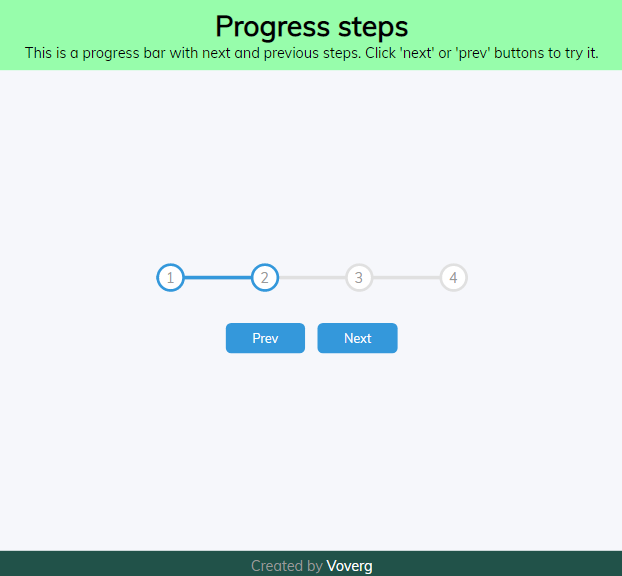 Progress steps
This is a progress bar with next and previous steps. Click 'next' or 'prev' buttons to try it.
1 2 3 4
Prev Next
Created by Voverg